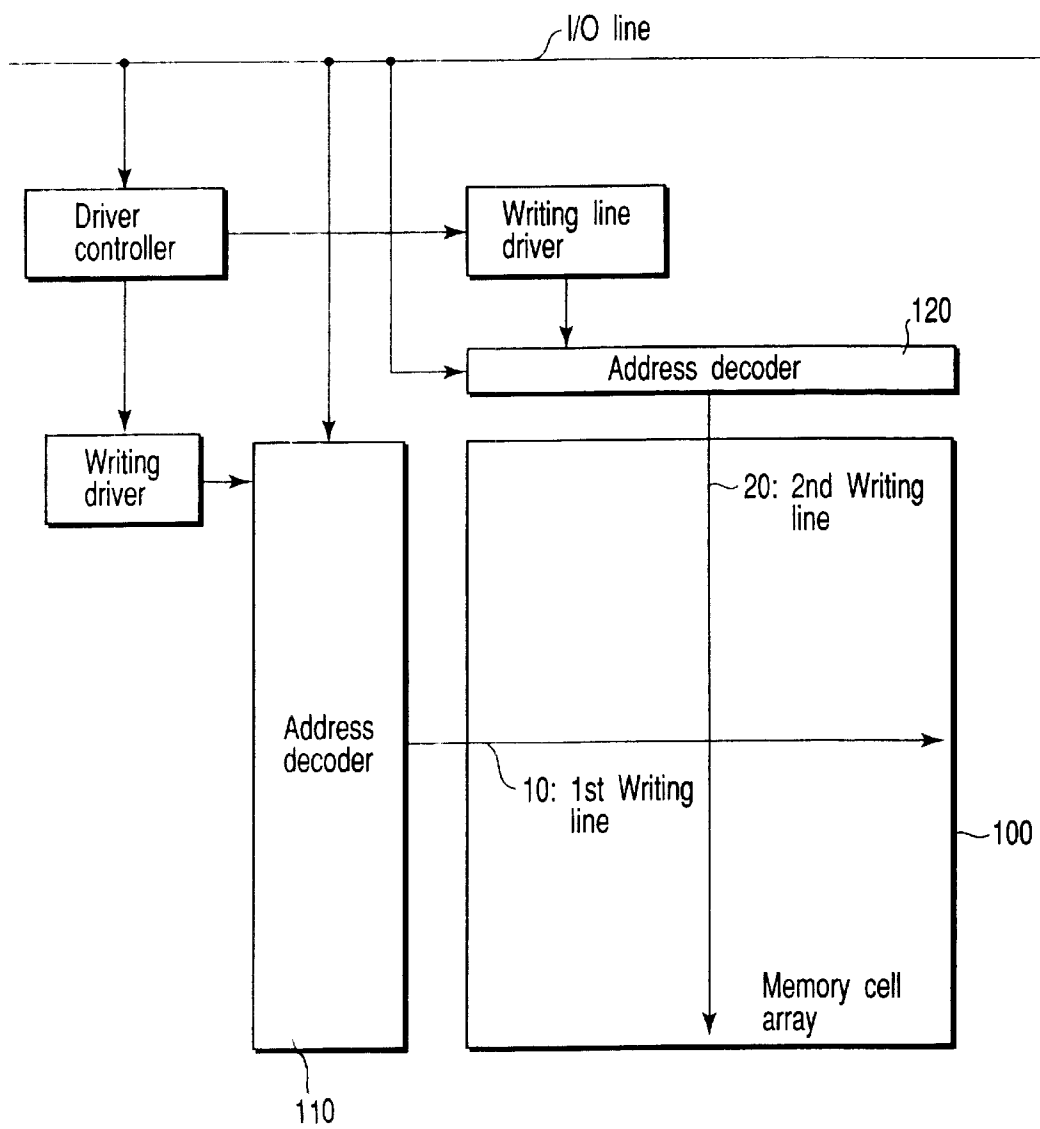 I/O line
Driver
controller
Writing line
driver
120
Address decoder
Writing
driver
20: 2nd Writing
line
Address
decoder
10: 1st Writing
line
100
Memory cell
array
110